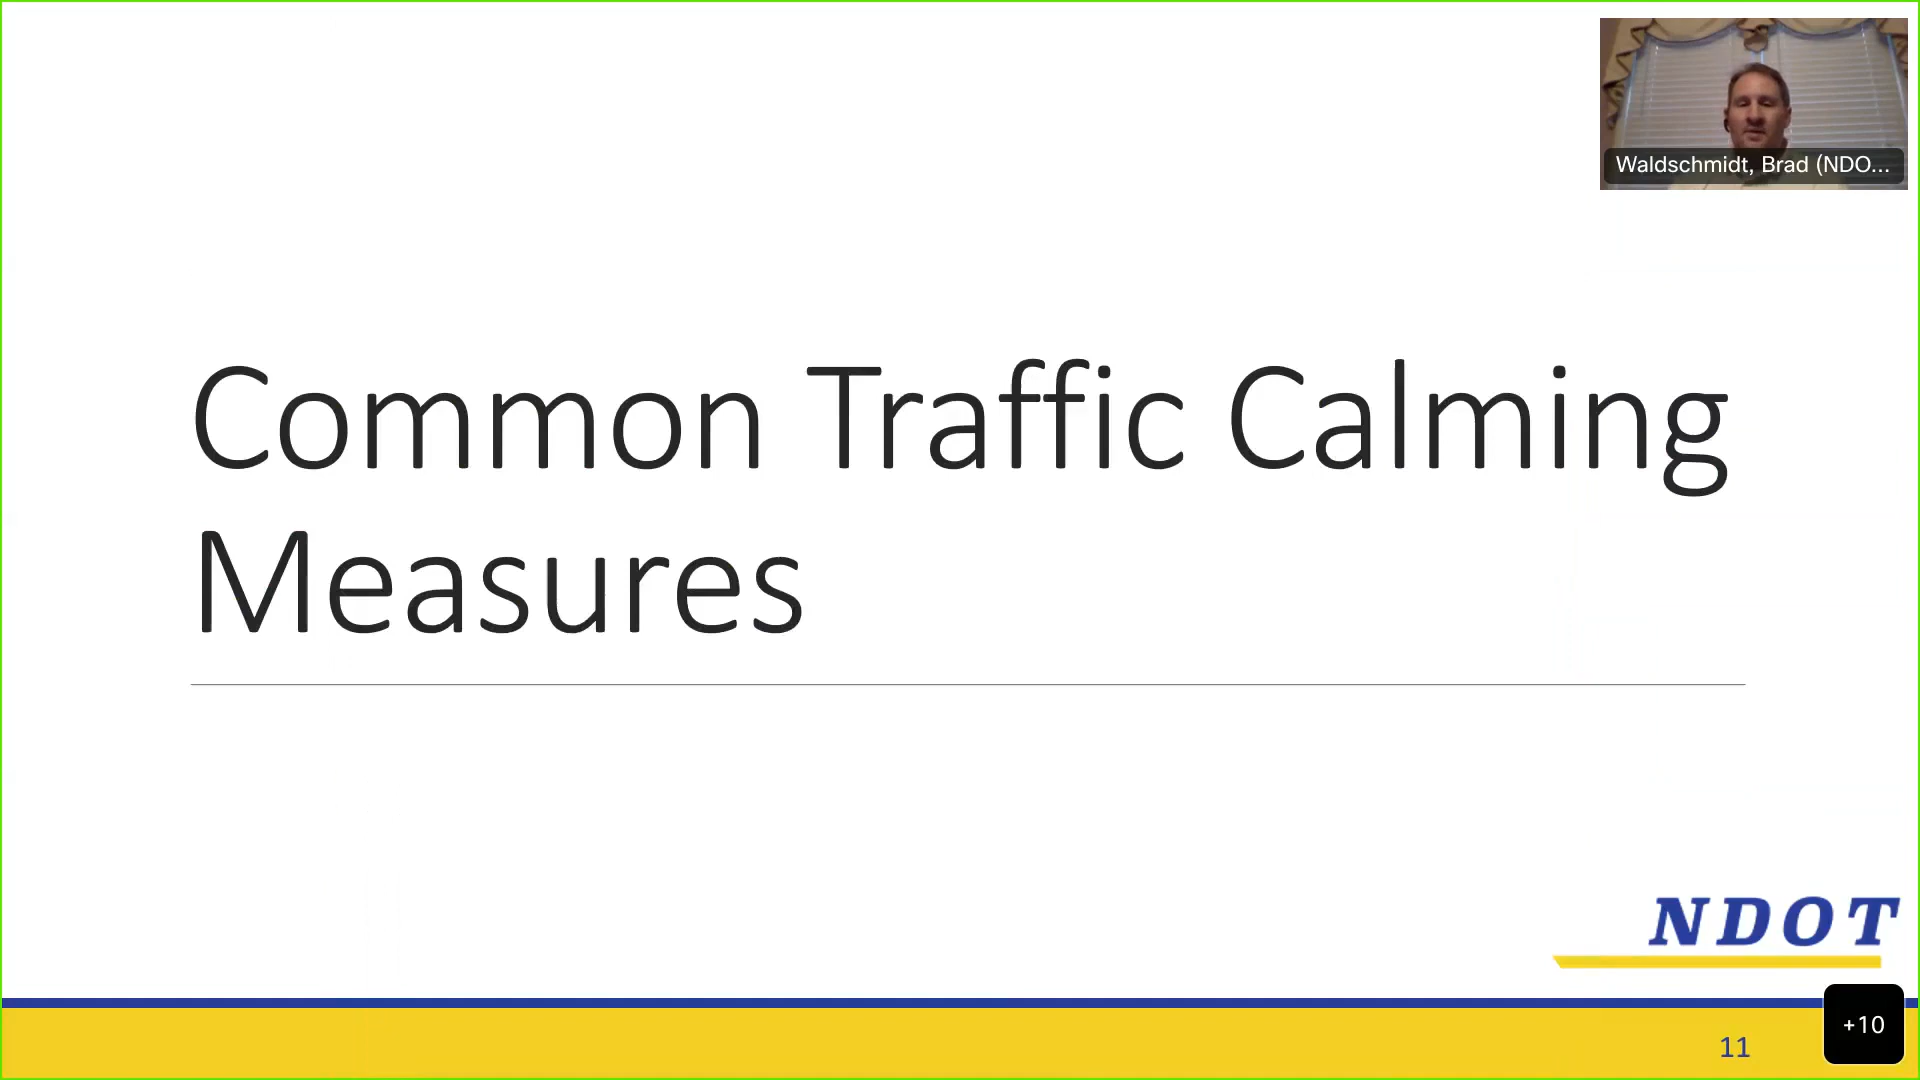 Waldschmidt, Brad (NDO...
Common Traffic Calming
Measures
NDOT
11
+10